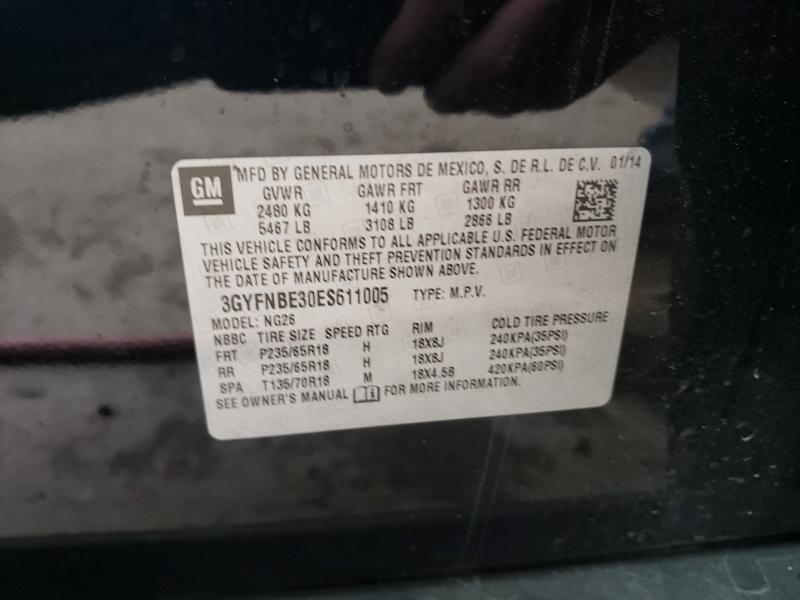 GM
MFD BY GENERAL MOTORS DE MEXICO, S. DE R.L. DE C.V. 01/14
GVWR GAWR FRT GAWR RR
2480 KG 1410 KG 1300 KG
5467 LB 3108 LB 2866 LB
THIS VEHICLE CONFORMS TO ALL APPLICABLE U.S. FEDERAL MOTOR
VEHICLE SAFETY AND THEFT PREVENTION STANDARDS IN EFFECT ON
THE DATE OF MANUFACTURE SHOWN ABOVE.
3GYFNBE30ES611005 TYPE: M.P.V.
MODEL: NG26
NBBC TIRE SIZE SPEED RTG RIM COLD TIRE PRESSURE
FRT P235/65R18 H 18X8J 240KPA(35PSI)
RR P235/65R18 H 18X8J 240KPA(35PSI)
SPA T135/70R18 M 18X4.5B 420KPA(60PSI)
SEE OWNER'S MANUAL FOR MORE INFORMATION.